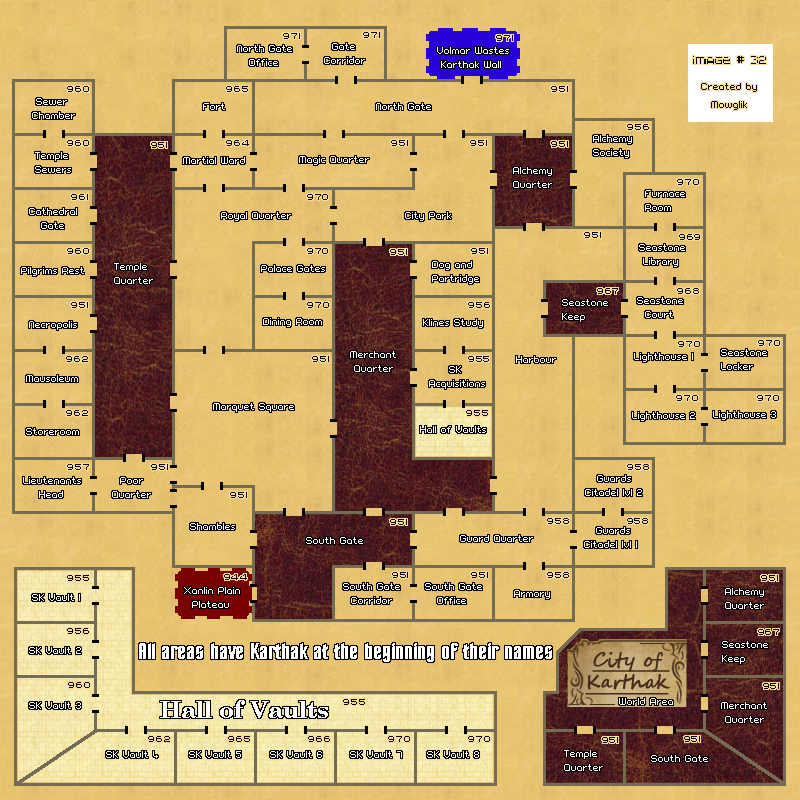 971
North Gate
Office
971
Gate
Corridor
971
Volmar Wastes
Karthak Wall
iMAGE # 32
Created by
Mowglik
960
Sewer
Chamber
965
Fort
951
North Gate
960
Temple
Sewers
951
Temple
Quarter
964
Martial Ward
951
Magic Quarter
951
951
Alchemy
Quarter
956
Alchemy
Society
961
Cathedral
Gate
970
Royal Quarter
City Park
970
Furnace
Room
960
Pilgrims Rest
970
Palace Gates
951
Merchant
Quarter
951
Dog and
Partridge
951
Harbour
969
Seastone
Library
951
Necropolis
970
Dining Room
956
Klines Study
967
Seastone
Keep
968
Seastone
Court
962
Mausoleum
951
Marquet Square
955
SK
Acquisitions
970
Lighthouse 1
970
Seastone
Locker
962
Storeroom
955
Hall of Vaults
970
Lighthouse 2
970
Lighthouse 3
957
Lieutenants
Head
951
Poor
Quarter
951
Shambles
951
South Gate
958
Guard Quarter
958
Guards
Citadel lvl 2
958
Guards
Citadel lvl 1
944
Xanlin Plain
Plateau
951
South Gate
Corridor
951
South Gate
Office
958
Armory
955
SK Vault 1
956
SK Vault 2
960
SK Vault 3
All areas have Karthak at the beginning of their names
Hall of Vaults
955
962
SK Vault 4
965
SK Vault 5
966
SK Vault 6
970
SK Vault 7
970
SK Vault 8
City of
Karthak
World Area
951
Alchemy
Quarter
967
Seastone
Keep
951
Merchant
Quarter
951
Temple
Quarter
951
South Gate